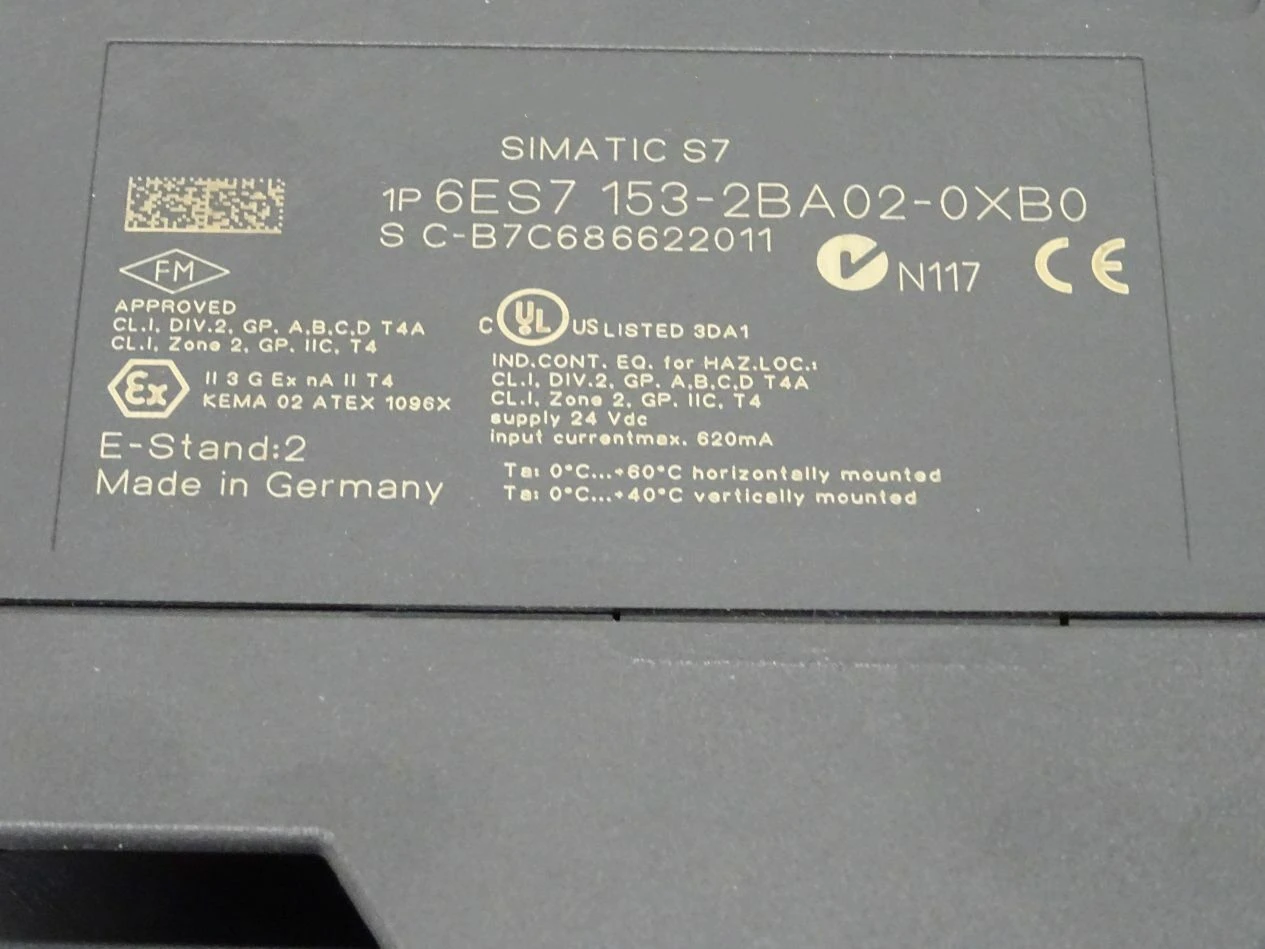 SIMATIC S7
1P 6ES7 153-2BA02-0XB0
S C-B7C686622011
N117 CE
FM
APPROVED
CL.I, DIV.2, GP. A,B,C,D T4A
CL.I, Zone 2, GP. IIC, T4
Ex II 3 G Ex nA II T4
KEMA 02 ATEX 1096X
E-Stand:2
Made in Germany
C UL US LISTED 3DA1
IND.CONT. EQ. for HAZ.LOC.:
CL.I, DIV.2, GP. A,B,C,D T4A
CL.I, Zone 2, GP. IIC, T4
supply 24 Vdc
input currentmax. 620mA
Ta: 0°C...+60°C horizontally mounted
Ta: 0°C...+40°C vertically mounted